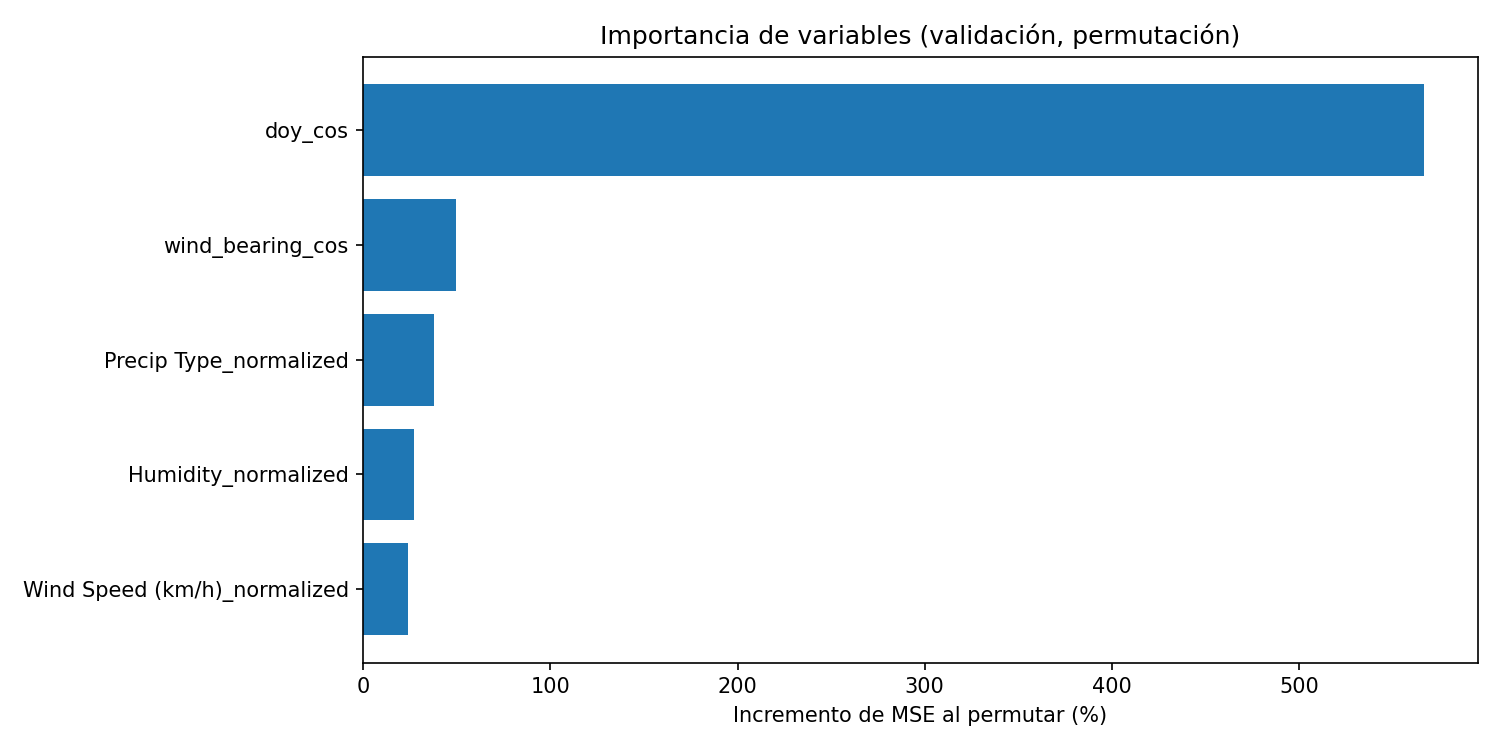 Importancia de variables (validación, permutación)
doy_cos
wind_bearing_cos
Precip Type_normalized
Humidity_normalized
Wind Speed (km/h)_normalized
0 100 200 300 400 500
Incremento de MSE al permutar (%)